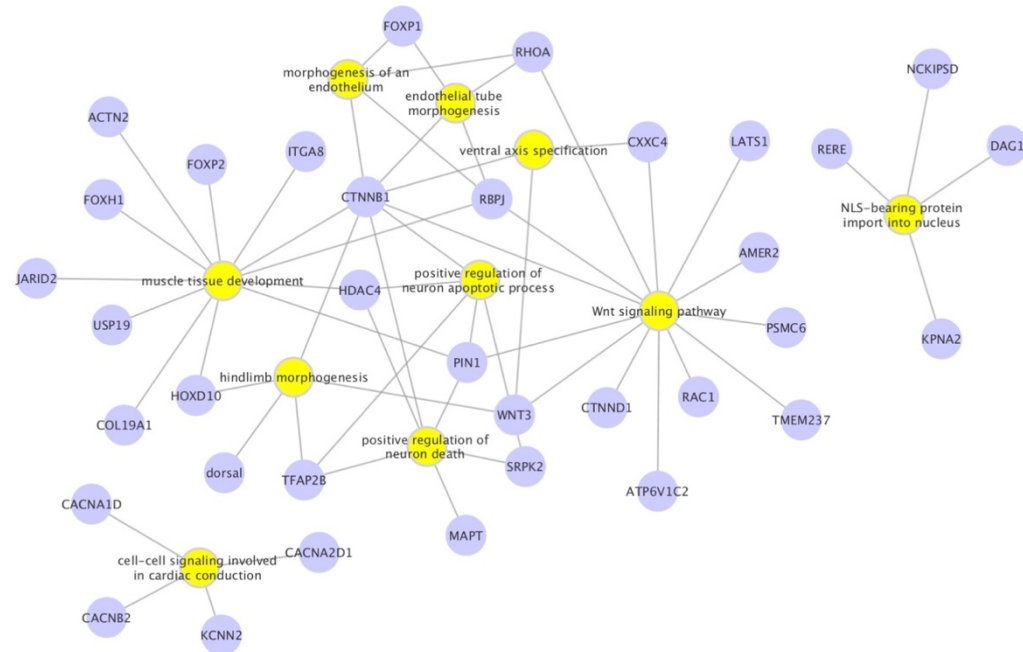 FOXP1
RHOA
NCKIPSD
morphogenesis of an
endothelium
endothelial tube
morphogenesis
ACTN2
ITGA8
FOXP2
ventral axis specification
CXXC4
LATS1
RERE
DAG1
FOXH1
CTNNB1
RBPJ
NLS-bearing protein
import into nucleus
AMER2
JARID2
muscle tissue development
HDAC4
positive regulation of
neuron apoptotic process
Wnt signaling pathway
USP19
PSMC6
KPNA2
PIN1
hindlimb morphogenesis
HOXD10
COL19A1
WNT3
CTNND1
RAC1
TMEM237
positive regulation of
neuron death
dorsal
TFAP2B
SRPK2
ATP6V1C2
CACNA1D
MAPT
CACNA2D1
cell-cell signaling involved
in cardiac conduction
CACNB2
KCNN2